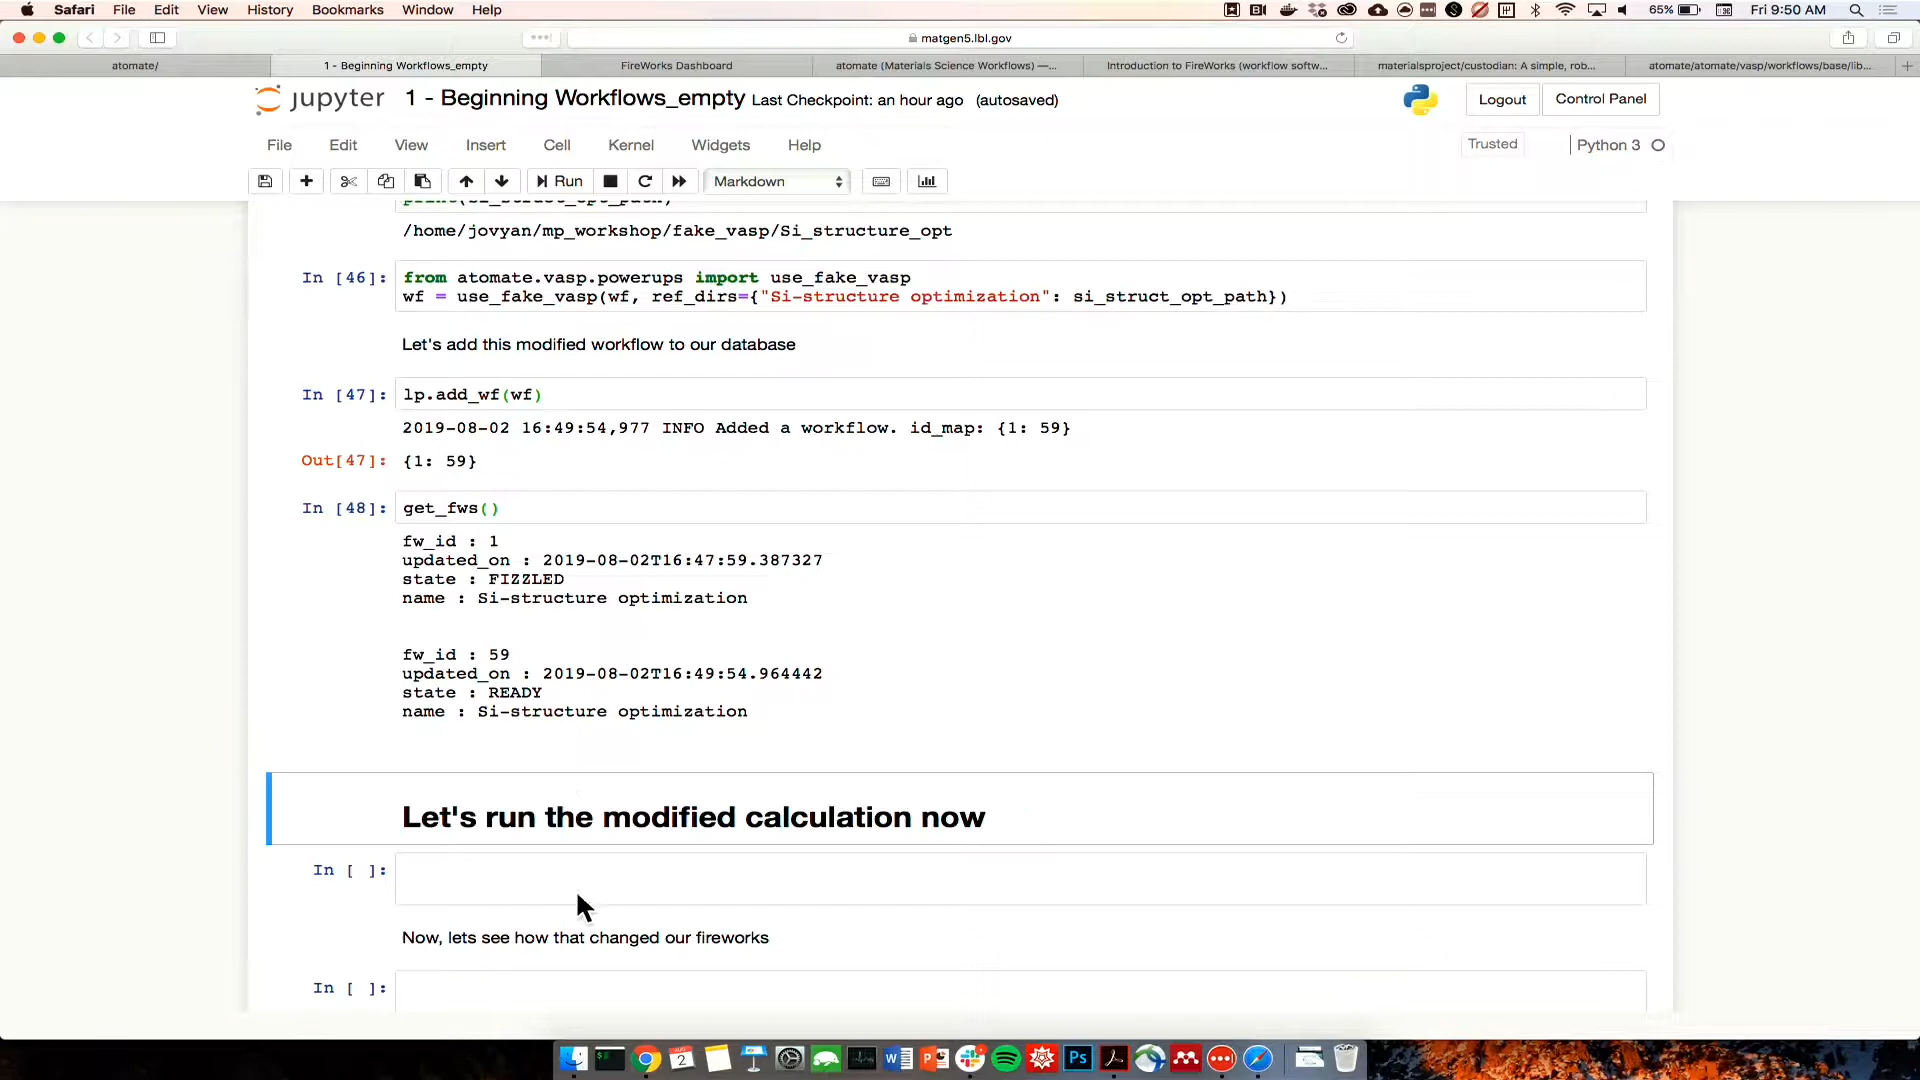 Safari File Edit View History Bookmarks Window Help 65% Fri 9:50 AM
matgen5.lbl.gov
atomate/ 1 - Beginning Workflows_empty FireWorks Dashboard atomate (Materials Science Workflows) —... Introduction to FireWorks (workflow softw... materialsproject/custodian: A simple, rob... atomate/atomate/vasp/workflows/base/lib...
jupyter 1 - Beginning Workflows_empty Last Checkpoint: an hour ago (autosaved) Logout Control Panel
File Edit View Insert Cell Kernel Widgets Help Trusted Python 3
Run Markdown
/home/jovyan/mp_workshop/fake_vasp/Si_structure_opt
In [46]: from atomate.vasp.powerups import use_fake_vasp
wf = use_fake_vasp(wf, ref_dirs={"Si-structure optimization": si_struct_opt_path})
Let's add this modified workflow to our database
In [47]: lp.add_wf(wf)
2019-08-02 16:49:54,977 INFO Added a workflow. id_map: {1: 59}
Out[47]: {1: 59}
In [48]: get_fws()
fw_id : 1
updated_on : 2019-08-02T16:47:59.387327
state : FIZZLED
name : Si-structure optimization
fw_id : 59
updated_on : 2019-08-02T16:49:54.964442
state : READY
name : Si-structure optimization
Let's run the modified calculation now
In [ ]:
Now, lets see how that changed our fireworks
In [ ]: